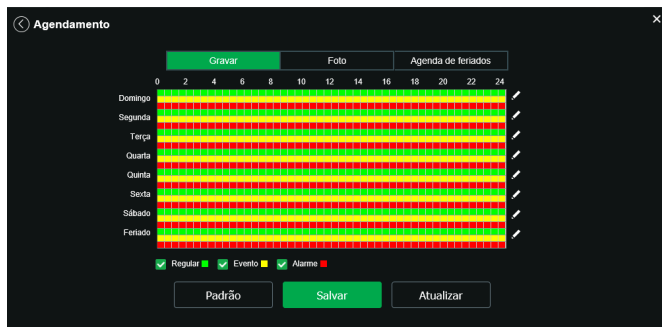 Agendamento
Gravar Foto Agenda de feriados
0 2 4 6 8 10 12 14 16 18 20 22 24
Domingo
Segunda
Terça
Quarta
Quinta
Sexta
Sábado
Feriado
Regular Evento Alarme
Padrão Salvar Atualizar